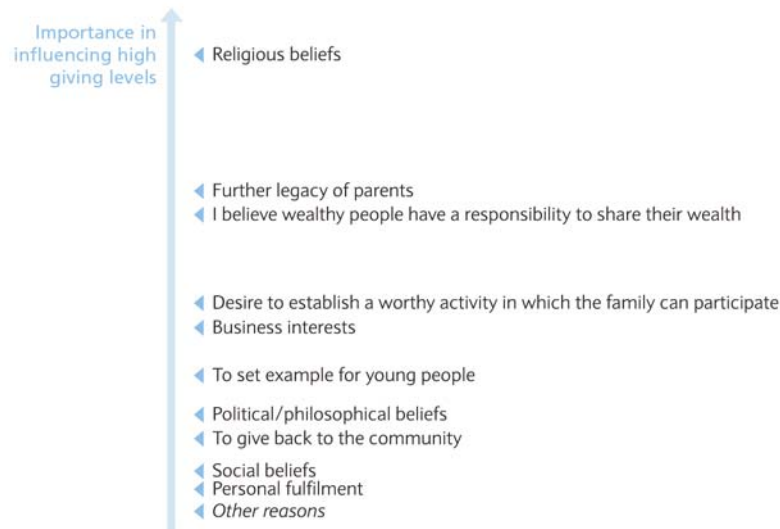 Importance in
influencing high
giving levels
Religious beliefs
Further legacy of parents
I believe wealthy people have a responsibility to share their wealth
Desire to establish a worthy activity in which the family can participate
Business interests
To set example for young people
Political/philosophical beliefs
To give back to the community
Social beliefs
Personal fulfilment
Other reasons